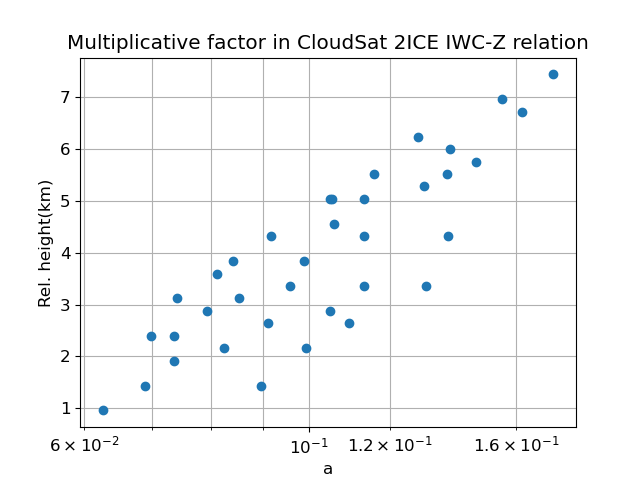 Multiplicative factor in CloudSat 2ICE IWC-Z relation
7
6
5
4
3
2
1
Rel. height(km)
6 × 10⁻² 10⁻¹ 1.2 × 10⁻¹ 1.6 × 10⁻¹
a